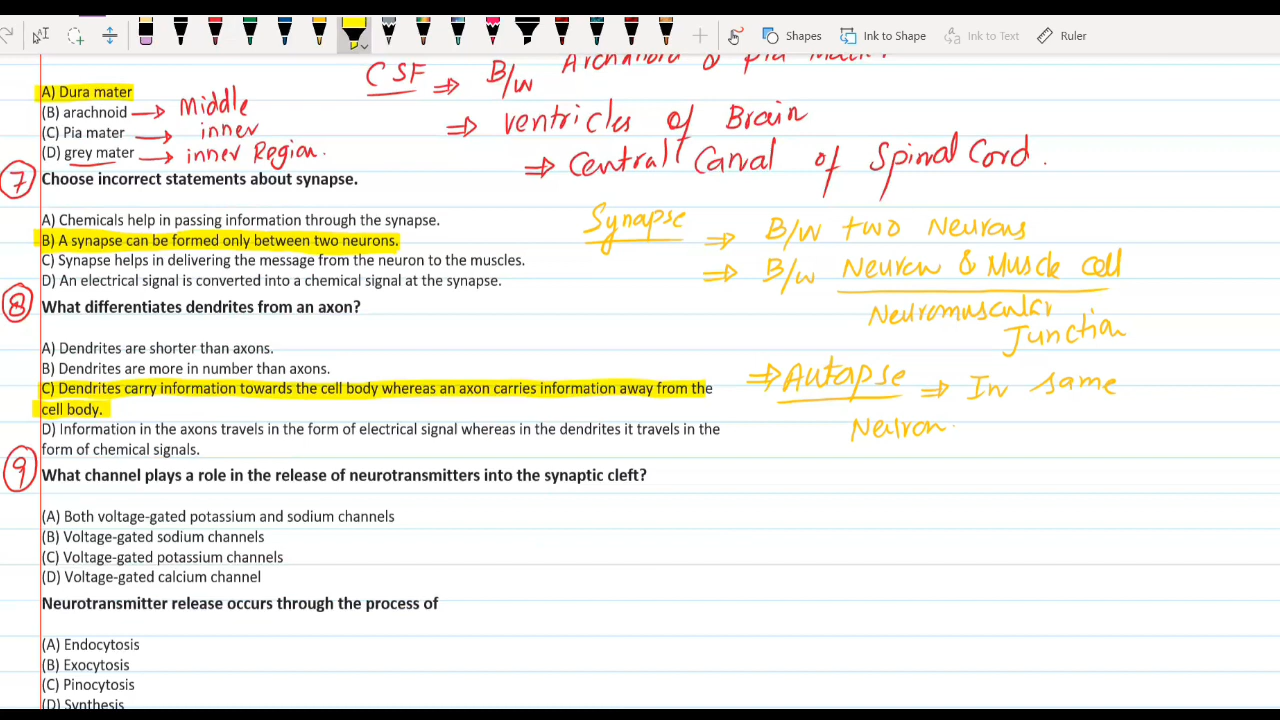 Shapes
Ink to Shape
Ink to Text
Ruler
CSF ⇒ B/W Arachnoid & Pia Mater
A) Dura mater
(B) arachnoid → Middle
(C) Pia mater → inner
(D) grey mater → inner Region.
⇒ ventricles of Brain
⇒ Central Canal of Spinal Cord.
7
Choose incorrect statements about synapse.
A) Chemicals help in passing information through the synapse.
B) A synapse can be formed only between two neurons.
C) Synapse helps in delivering the message from the neuron to the muscles.
D) An electrical signal is converted into a chemical signal at the synapse.
Synapse ⇒ B/W two Neurons
⇒ B/W Neuron & Muscle cell
Neuromuscular
Junction
8
What differentiates dendrites from an axon?
A) Dendrites are shorter than axons.
B) Dendrites are more in number than axons.
C) Dendrites carry information towards the cell body whereas an axon carries information away from the
cell body.
D) Information in the axons travels in the form of electrical signal whereas in the dendrites it travels in the
form of chemical signals.
⇒ Autapse ⇒ In same
Neuron.
9
What channel plays a role in the release of neurotransmitters into the synaptic cleft?
(A) Both voltage-gated potassium and sodium channels
(B) Voltage-gated sodium channels
(C) Voltage-gated potassium channels
(D) Voltage-gated calcium channel
Neurotransmitter release occurs through the process of
(A) Endocytosis
(B) Exocytosis
(C) Pinocytosis
(D) Synthesis